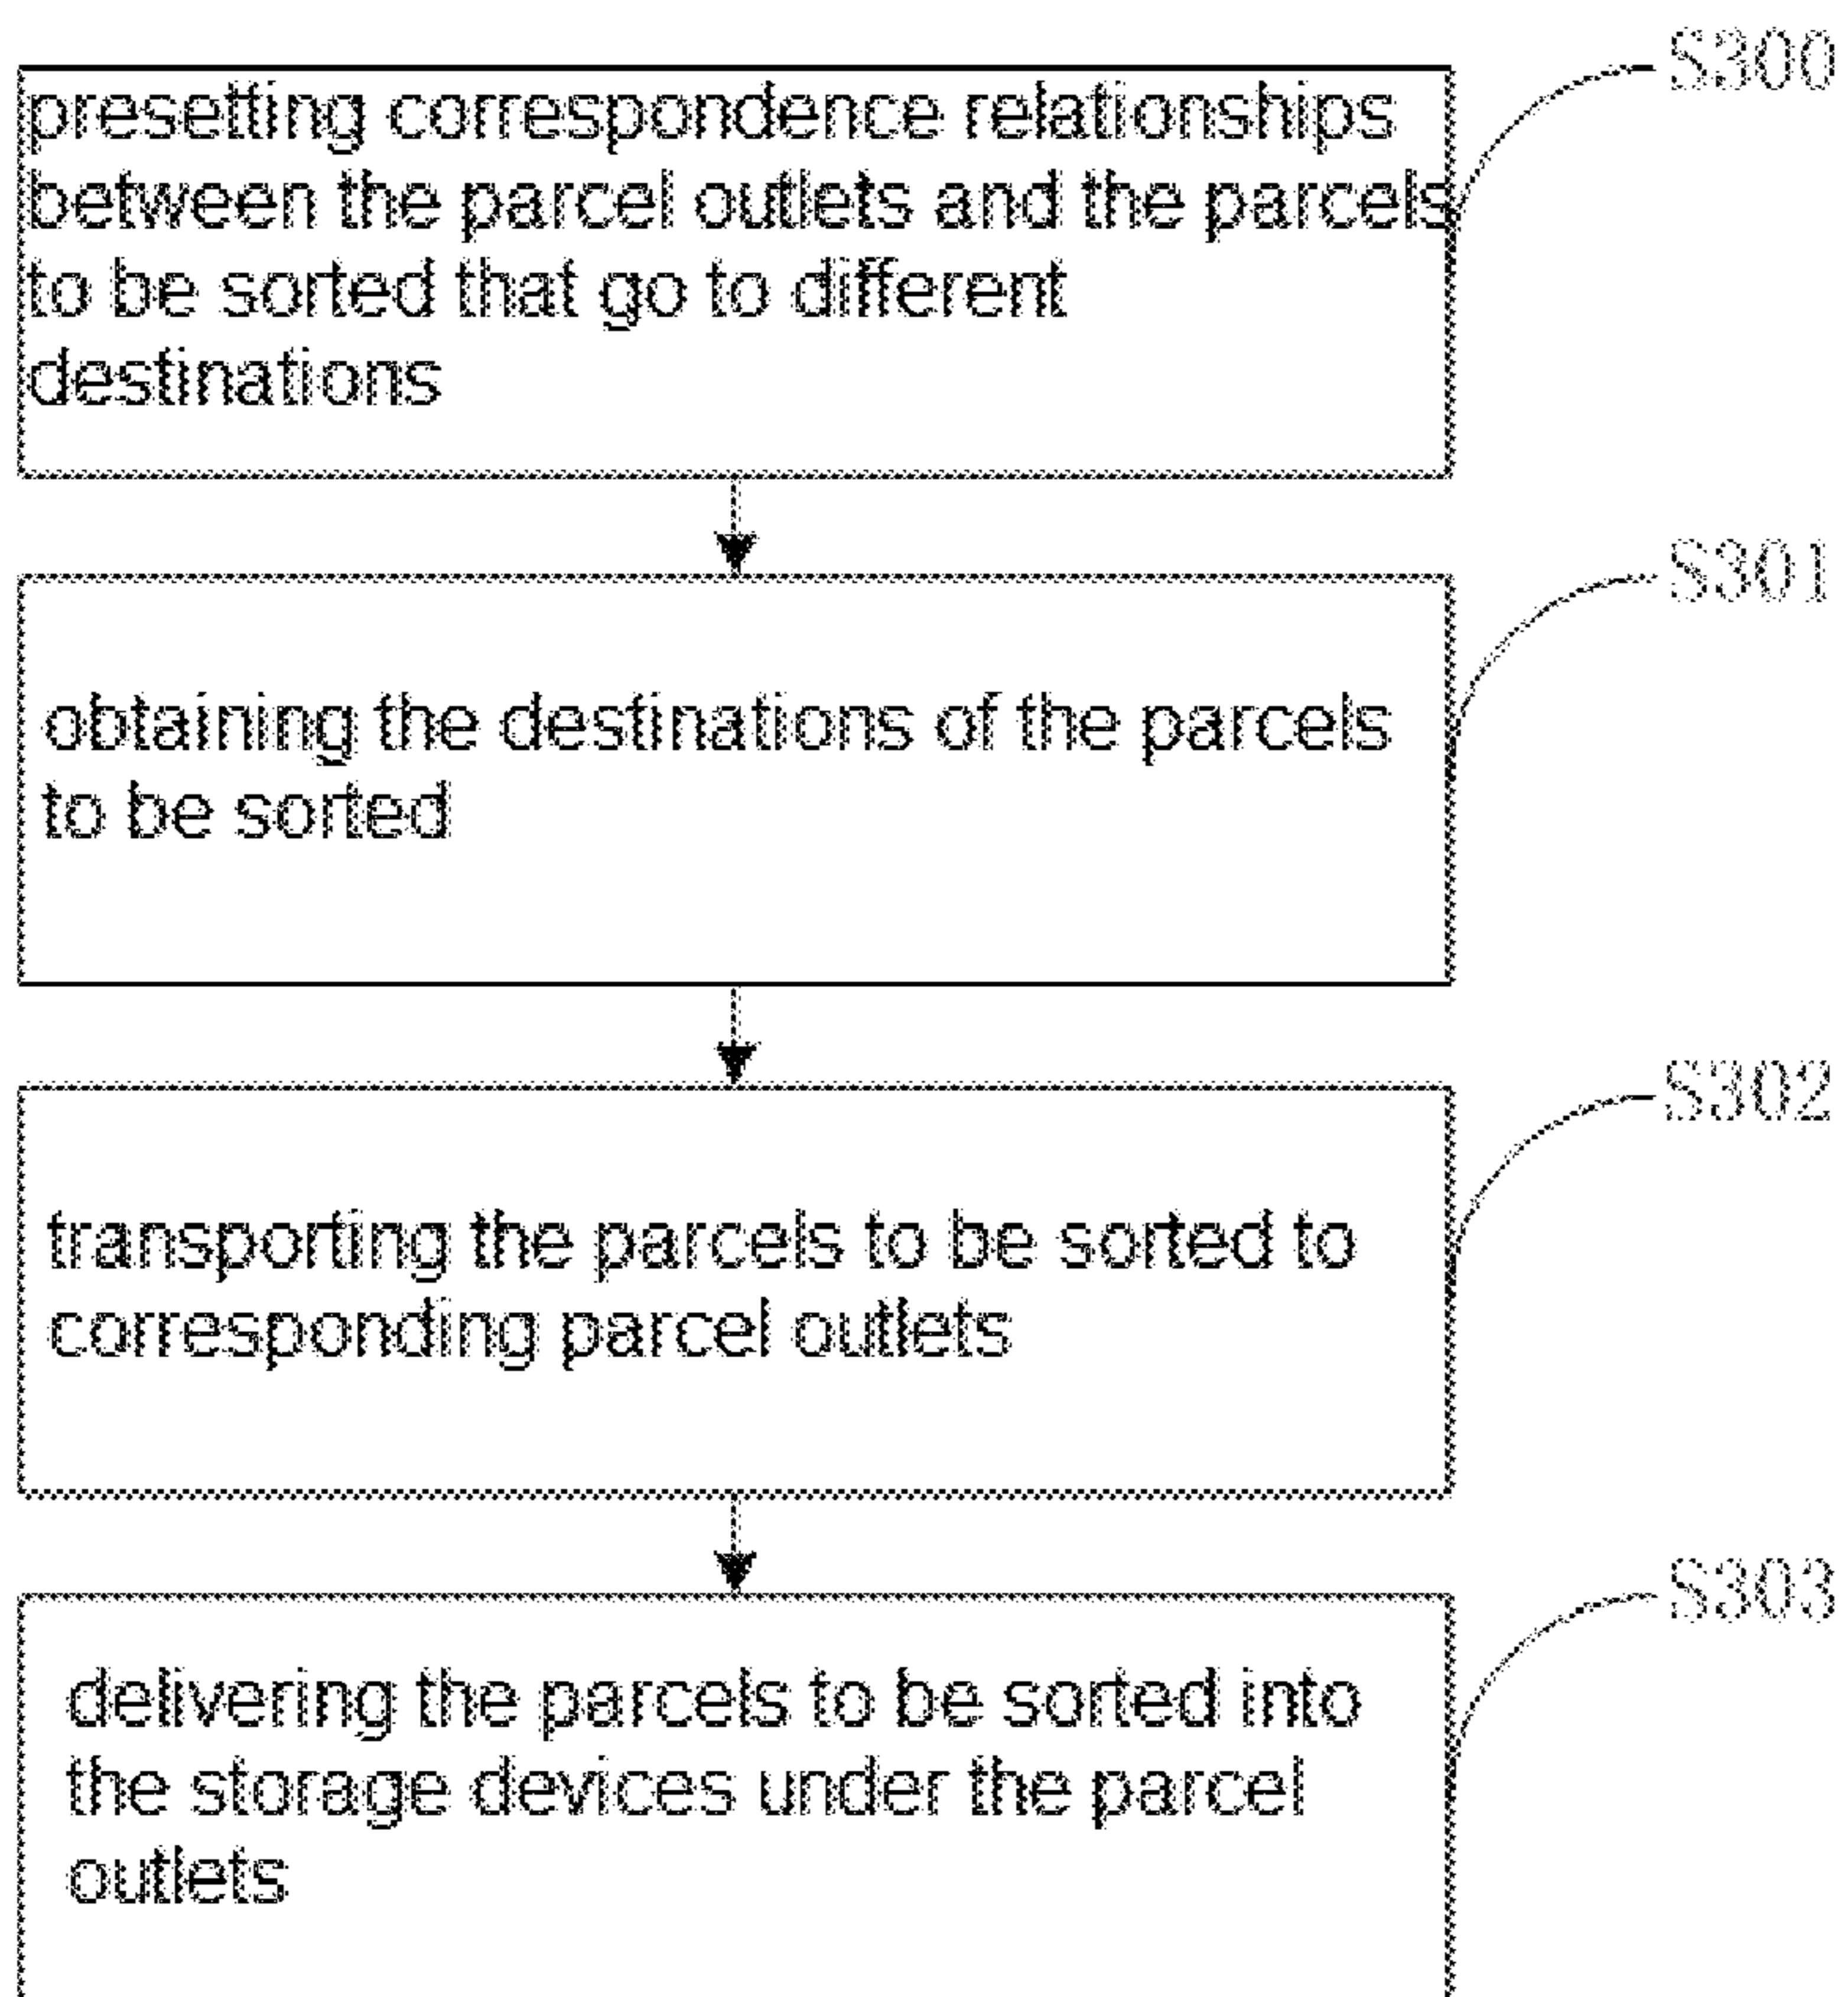 S300
presetting correspondence relationships
between the parcel outlets and the parcels
to be sorted that go to different
destinations
S301
obtaining the destinations of the parcels
to be sorted
S302
transporting the parcels to be sorted to
corresponding parcel outlets
S303
delivering the parcels to be sorted into
the storage devices under the parcel
outlets